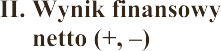 II. Wynik finansowy
netto (+, –)